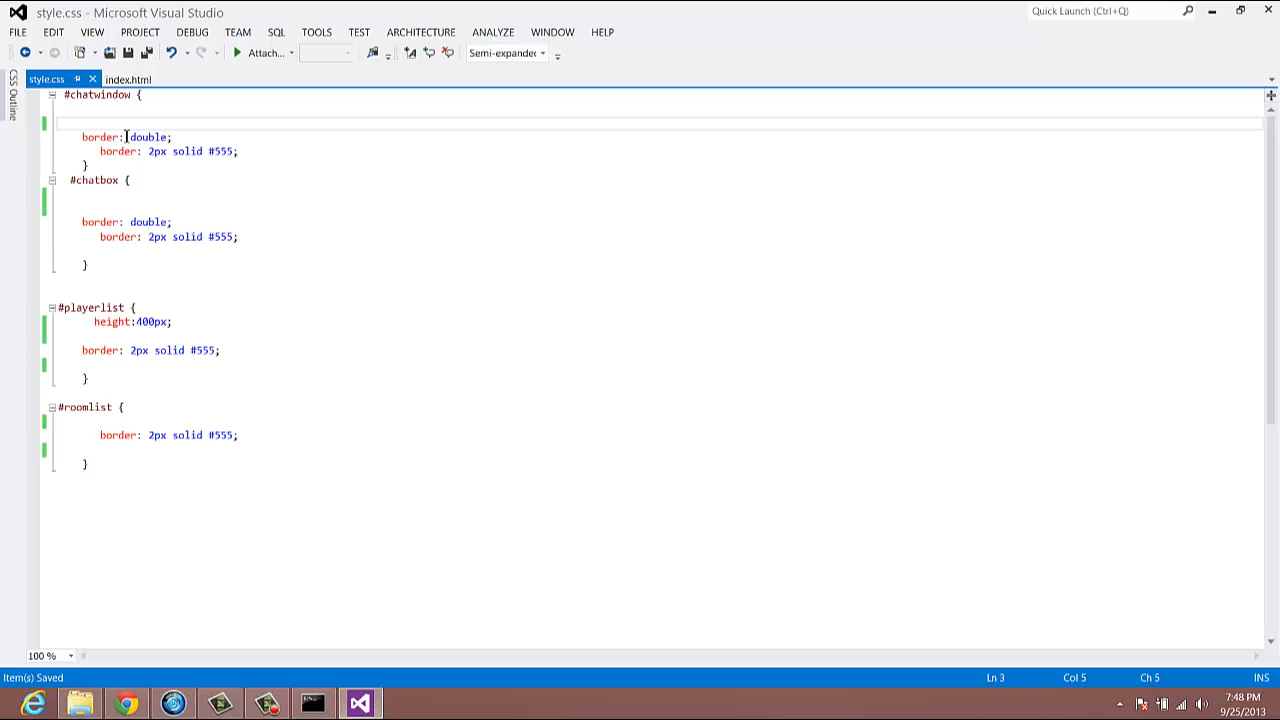 style.css - Microsoft Visual Studio
Quick Launch (Ctrl+Q)
FILE EDIT VIEW PROJECT DEBUG TEAM SQL TOOLS TEST ARCHITECTURE ANALYZE WINDOW HELP
Attach... Semi-expanded
style.css index.html
CSS Outline
#chatwindow {
border: double;
border: 2px solid #555;
}
#chatbox {
border: double;
border: 2px solid #555;
}
#playerlist {
height:400px;
border: 2px solid #555;
}
#roomlist {
border: 2px solid #555;
}
100 %
Item(s) Saved Ln 3 Col 5 Ch 5 INS
7:48 PM
9/25/2013